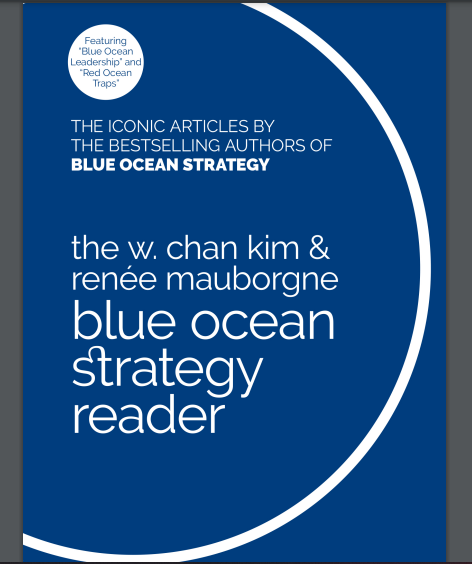 Featuring
"Blue Ocean
Leadership" and
"Red Ocean
Traps"
THE ICONIC ARTICLES BY
THE BESTSELLING AUTHORS OF
BLUE OCEAN STRATEGY
the w. chan kim &
renée mauborgne
blue ocean
strategy
reader